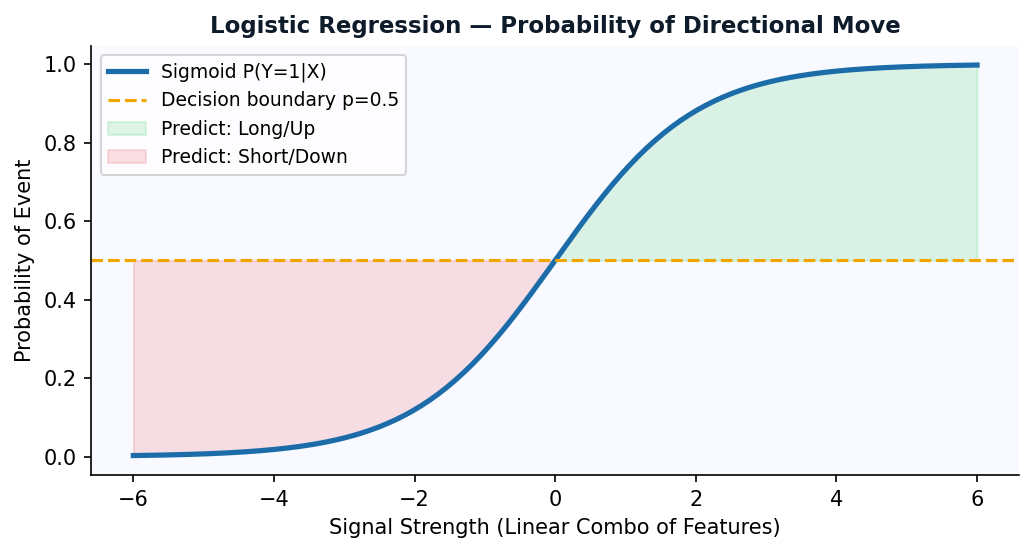 Logistic Regression — Probability of Directional Move
Sigmoid P(Y=1|X)
Decision boundary p=0.5
Predict: Long/Up
Predict: Short/Down
Probability of Event
1.0
0.8
0.6
0.4
0.2
0.0
−6 −4 −2 0 2 4 6
Signal Strength (Linear Combo of Features)